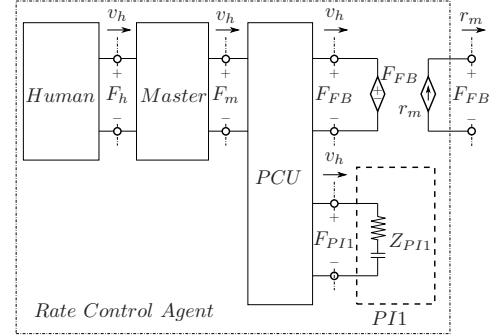 v_h v_h v_h r_m
+ + + + +
Human F_h Master F_m F_FB F_FB F_FB
+
−
r_m
− − − − −
PCU
v_h
+
F_PI1 Z_PI1
−
PI1
Rate Control Agent